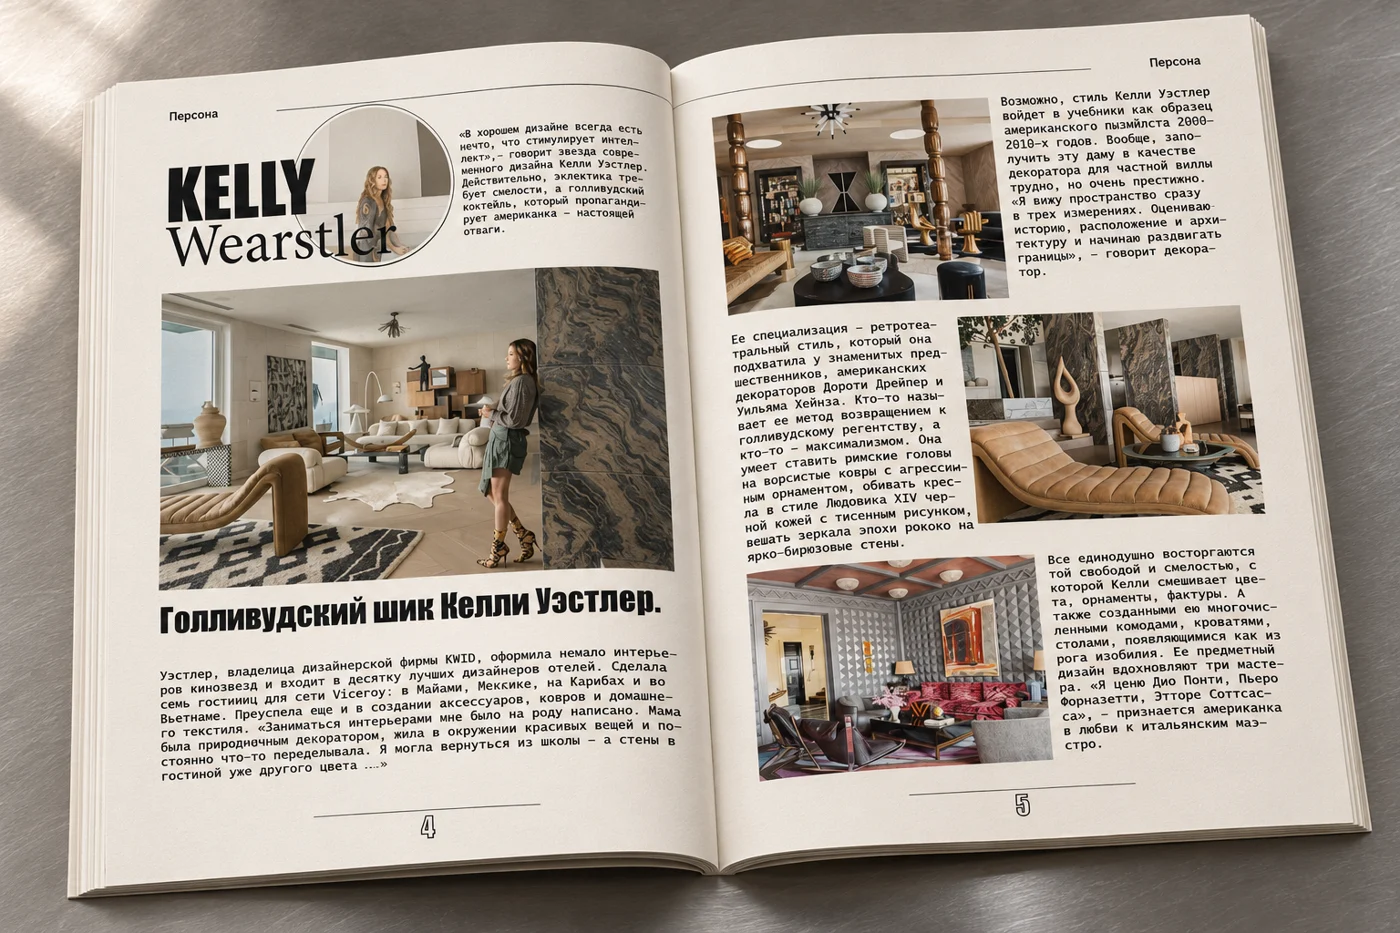 Персона
KELLY
Wearstler
«В хорошем дизайне всегда есть
нечто, что стимулирует интел-
лект»,– говорит звезда совре-
менного дизайна Келли Уэстлер.
Действительно, эклектика тре-
бует смелости, а голливудский
коктейль, который пропаганди-
рует американка – настоящей
отваги.
Голливудский шик Келли Уэстлер.
Уэстлер, владелица дизайнерской фирмы KWID, оформила немало интерье-
ров кинозвезд и входит в десятку лучших дизайнеров отелей. Сделала
семь гостииц для сети Viceroy: в Майами, Меккике, на Карибах и во
Вьетнаме. Преуспела еще и в создании аксессуаров, ковров и домашне-
го текстиля. «Заниматься интерьерами мне было на роду написано. Мама
была природночным декоратором, жила в окружении красивых вещей и по-
стоянно что-то переделывала. Я могла вернуться из школы – а стены в
гостиной уже другого цвета ...»
4
Персона
Возможно, стиль Келли Уэстлер
войдет в учебники как образец
американского пызмйлста 2000-
2010-х годов. Вообще, запо-
лучить эту даму в качестве
декоратора для частной виллы
трудно, но очень престижно.
«Я вижу пространство сразу
в трех измерениях. Оцениваю
историю, расположение и архи-
тектуру и начинаю раздвигать
границы», – говорит декора-
тор.
Ее специализация – ретротеа-
тральный стиль, который она
подхватила у знаменитых пред-
шественников, американских
декораторов Дороти Дрейпер и
Уильяма Хейнза. Кто-то назы-
вает ее метод возвращением к
голливудскому регентству, а
кто-то – максимализмом. Она
умеет ставить римские головы
на ворсистые ковры с агрессив-
ным орнаментом, обивать крес-
ла в стиле Людовика XIV чер-
ной кожей с тисенным рисунком,
вешать зеркала эпохи рококо на
ярко-бирюзовые стены.
Все единодушно восторгаются
той свободой и смелостью, с
которой Келли смешивает цве-
та, орнаменты, фактуры. А
также созданными ею многочис-
ленными комодами, кроватями,
столами, появляющимися как из
рога изобилия. Ее предметный
дизайн вдохновляют три масте-
ра. «Я ценю Дио Понти, Пьеро
Форназетти, Этторе Соттсас-
са», – признается американка
в любви к итальянским маэ-
стро.
5